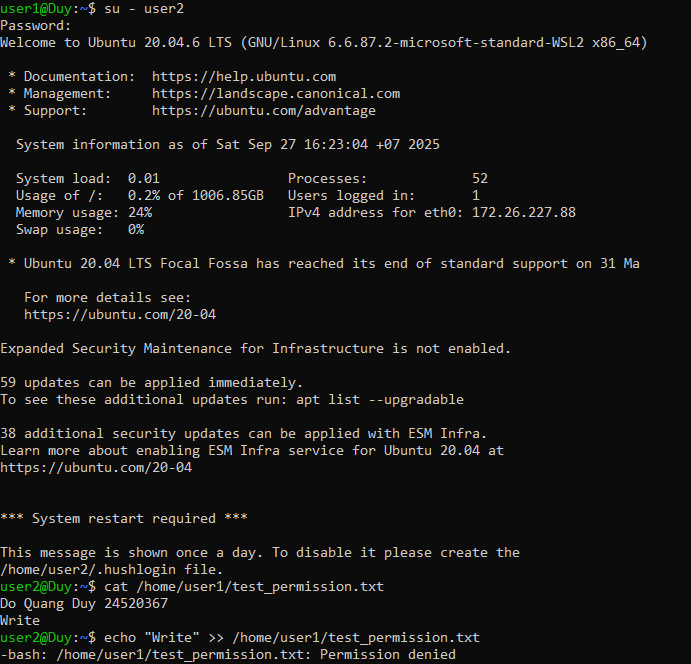 user1@Duy:~$ su - user2
Password:
Welcome to Ubuntu 20.04.6 LTS (GNU/Linux 6.6.87.2-microsoft-standard-WSL2 x86_64)

 * Documentation:  https://help.ubuntu.com
 * Management:     https://landscape.canonical.com
 * Support:        https://ubuntu.com/advantage

  System information as of Sat Sep 27 16:23:04 +07 2025

  System load:  0.01                Processes:             52
  Usage of /:   0.2% of 1006.85GB   Users logged in:       1
  Memory usage: 24%                 IPv4 address for eth0: 172.26.227.88
  Swap usage:   0%

 * Ubuntu 20.04 LTS Focal Fossa has reached its end of standard support on 31 Ma

   For more details see:
   https://ubuntu.com/20-04

Expanded Security Maintenance for Infrastructure is not enabled.

59 updates can be applied immediately.
To see these additional updates run: apt list --upgradable

38 additional security updates can be applied with ESM Infra.
Learn more about enabling ESM Infra service for Ubuntu 20.04 at
https://ubuntu.com/20-04


*** System restart required ***

This message is shown once a day. To disable it please create the
/home/user2/.hushlogin file.
user2@Duy:~$ cat /home/user1/test_permission.txt
Do Quang Duy 24520367
Write
user2@Duy:~$ echo "Write" >> /home/user1/test_permission.txt
-bash: /home/user1/test_permission.txt: Permission denied